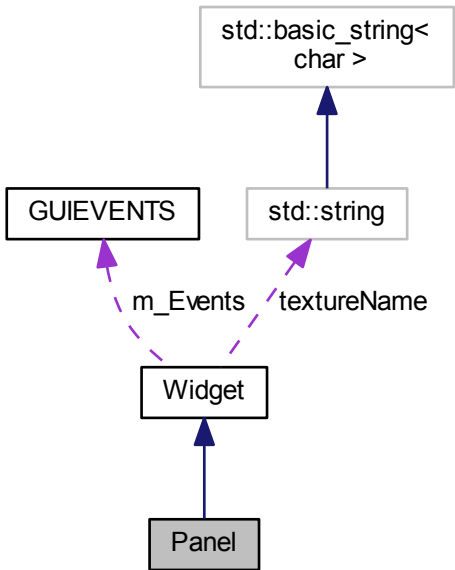 std::basic_string<
char >
GUIEVENTS
std::string
m_Events
textureName
Widget
Panel